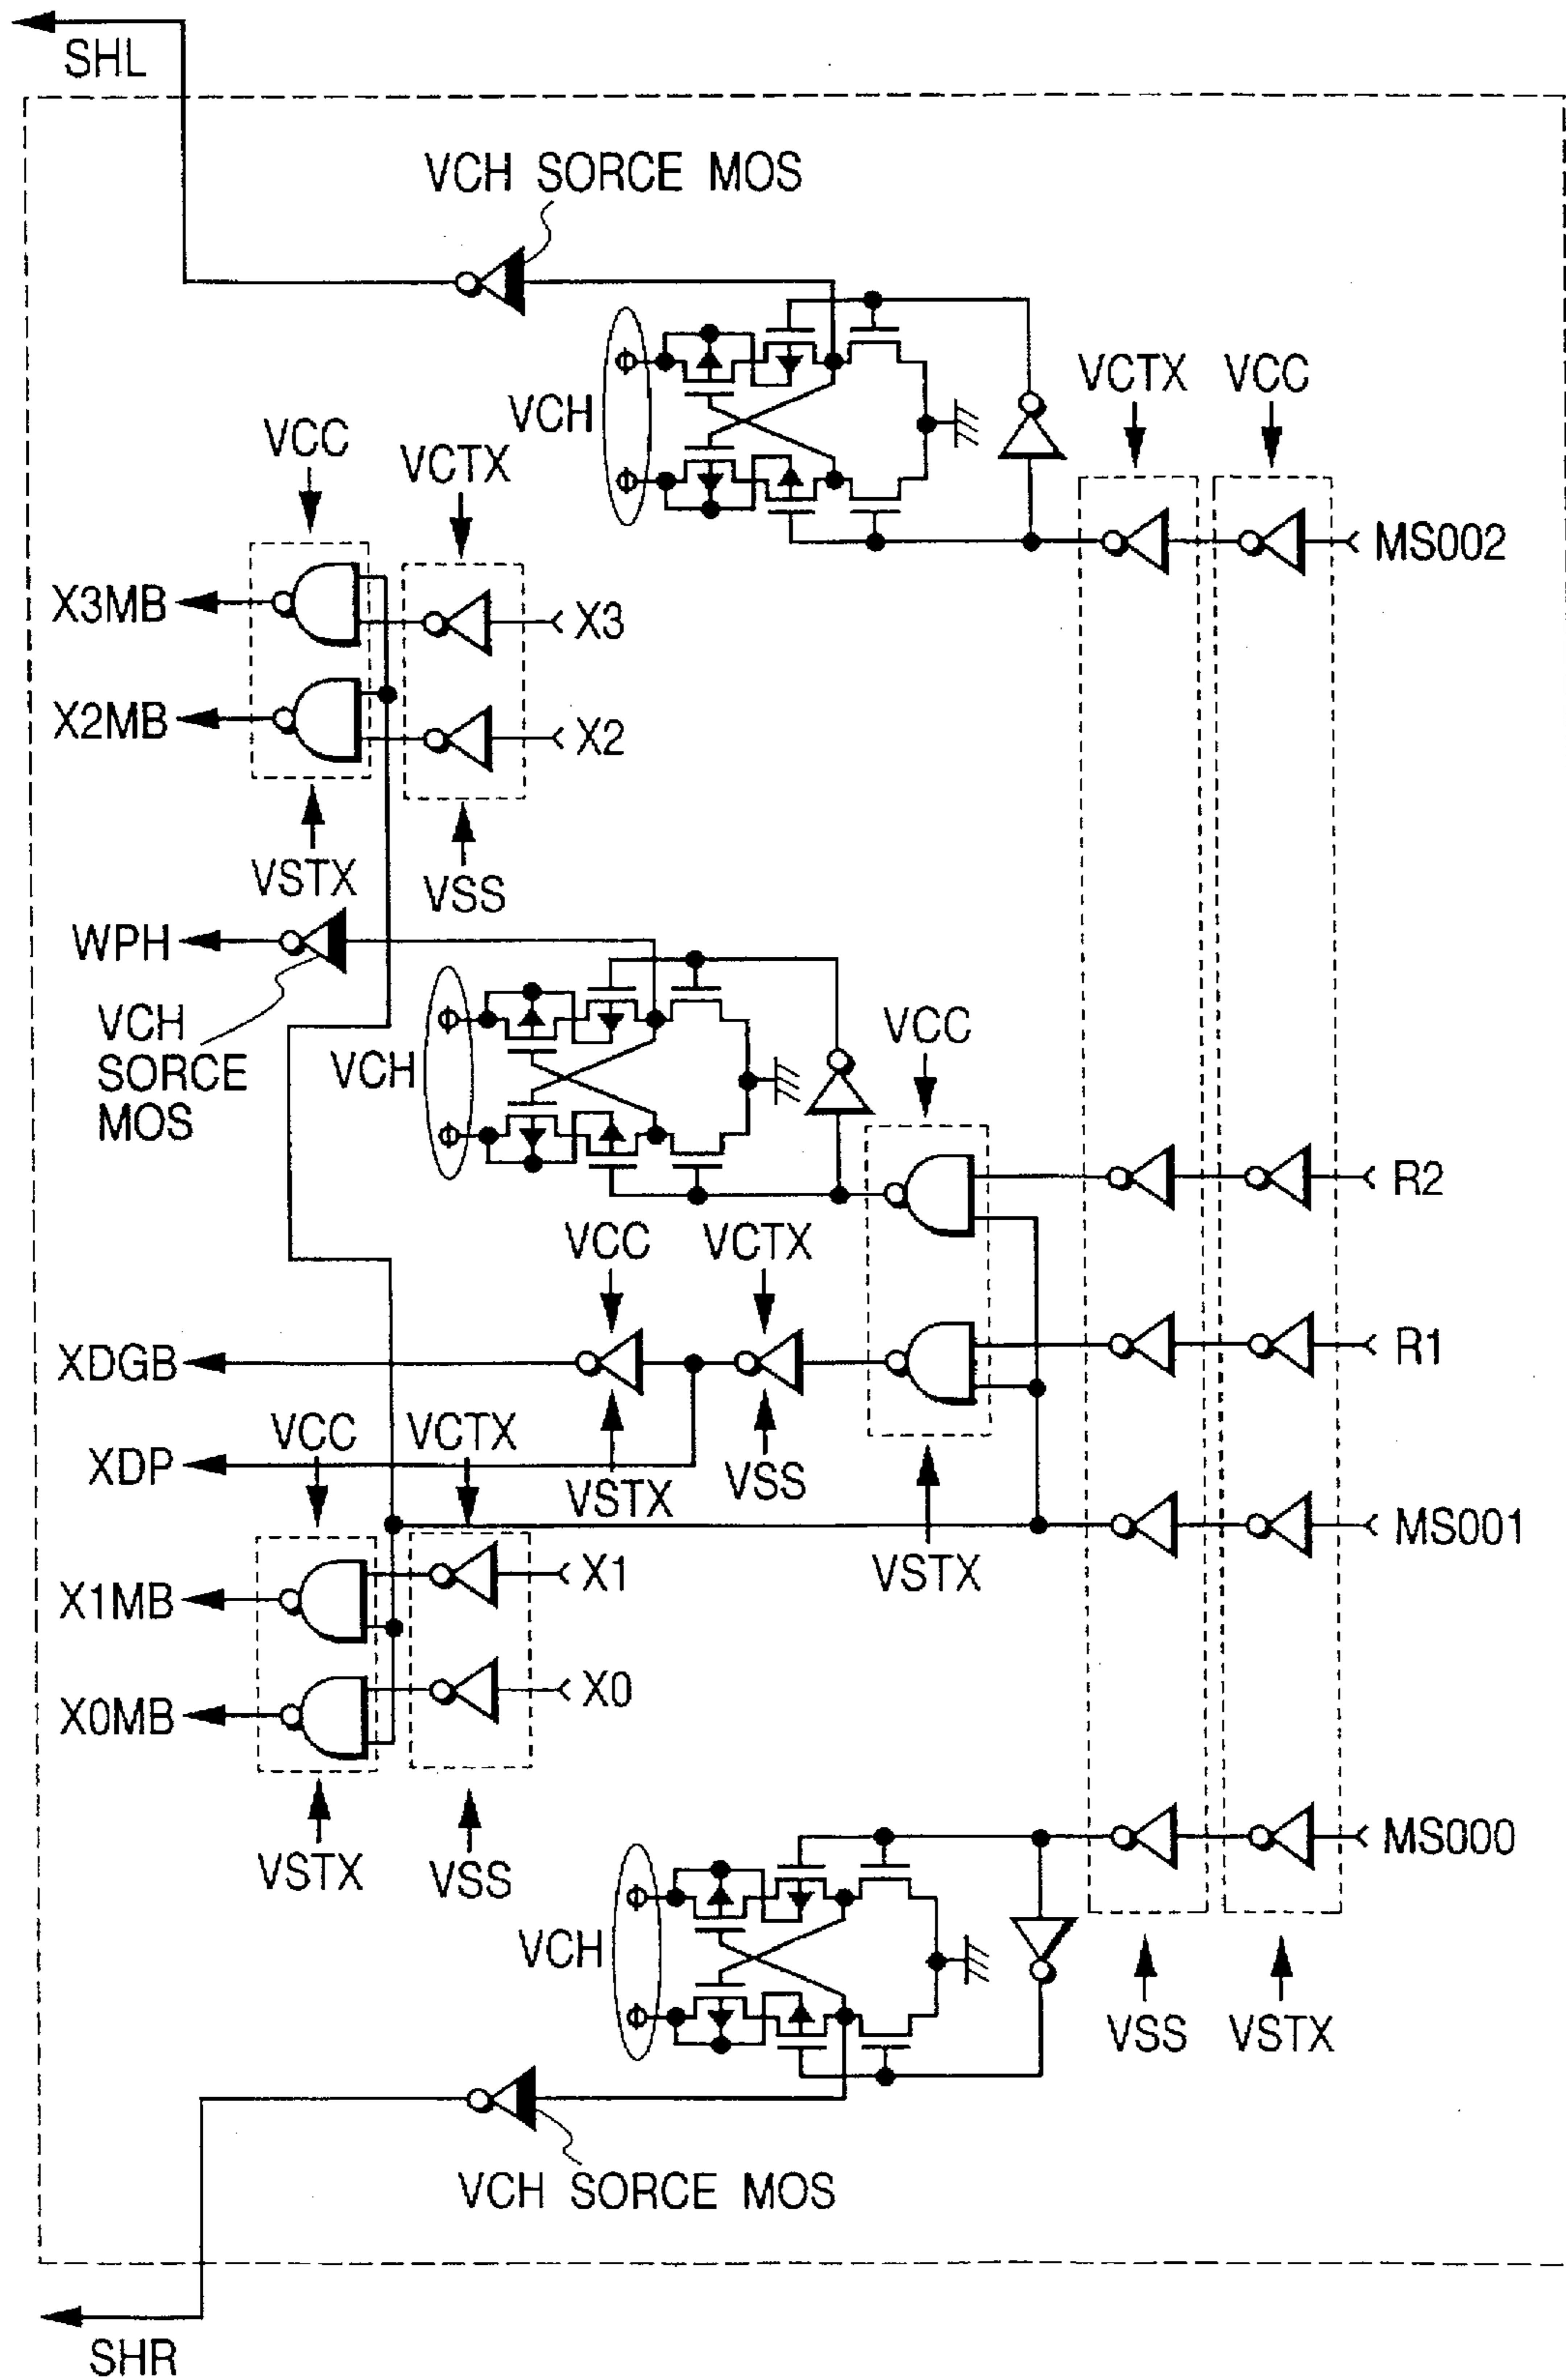 SHL
VCH SORCE MOS
VCH
VCTX
VCC
MS002
VCC
VCTX
X3MB
X3
X2MB
X2
VSTX
VSS
WPH
VCH
SORCE
MOS
VCH
VCC
R2
VCC
VCTX
XDGB
R1
VCC
VCTX
XDP
VSTX
VSS
VSTX
MS001
X1MB
X1
X0MB
X0
VSTX
VSS
MS000
VCH
VSS
VSTX
VCH SORCE MOS
SHR